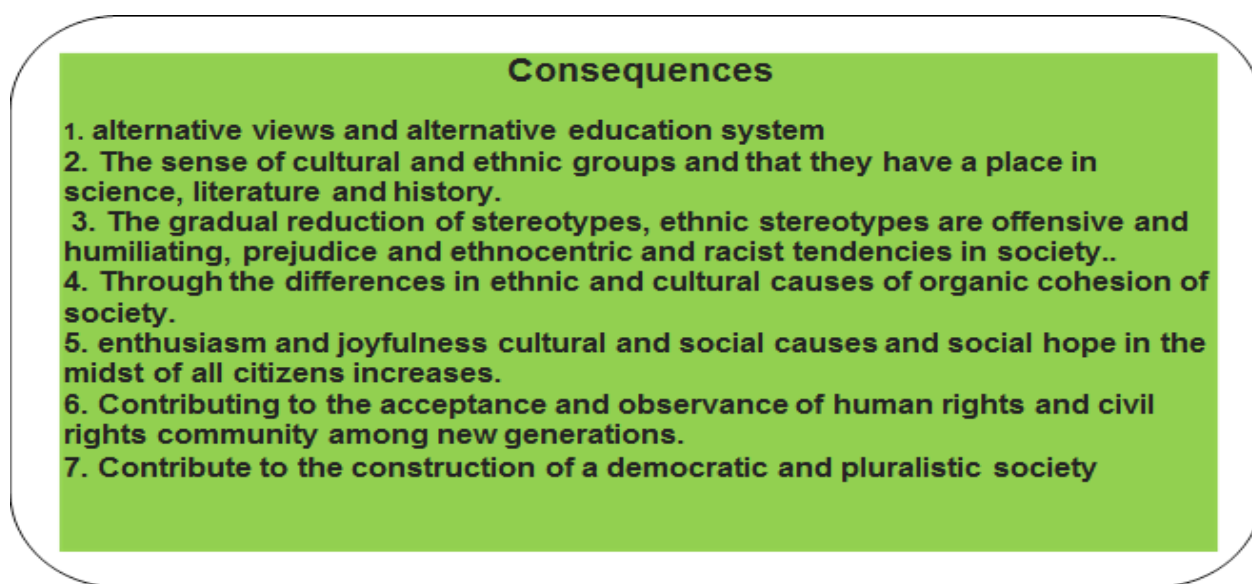 Consequences
1. alternative views and alternative education system
2. The sense of cultural and ethnic groups and that they have a place in
science, literature and history.
3. The gradual reduction of stereotypes, ethnic stereotypes are offensive and
humiliating, prejudice and ethnocentric and racist tendencies in society..
4. Through the differences in ethnic and cultural causes of organic cohesion of
society.
5. enthusiasm and joyfulness cultural and social causes and social hope in the
midst of all citizens increases.
6. Contributing to the acceptance and observance of human rights and civil
rights community among new generations.
7. Contribute to the construction of a democratic and pluralistic society